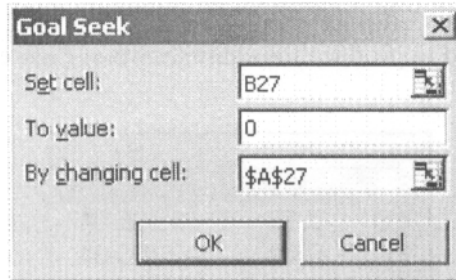 Goal Seek
Set cell: B27
To value: 0
By changing cell: $A$27
OK Cancel